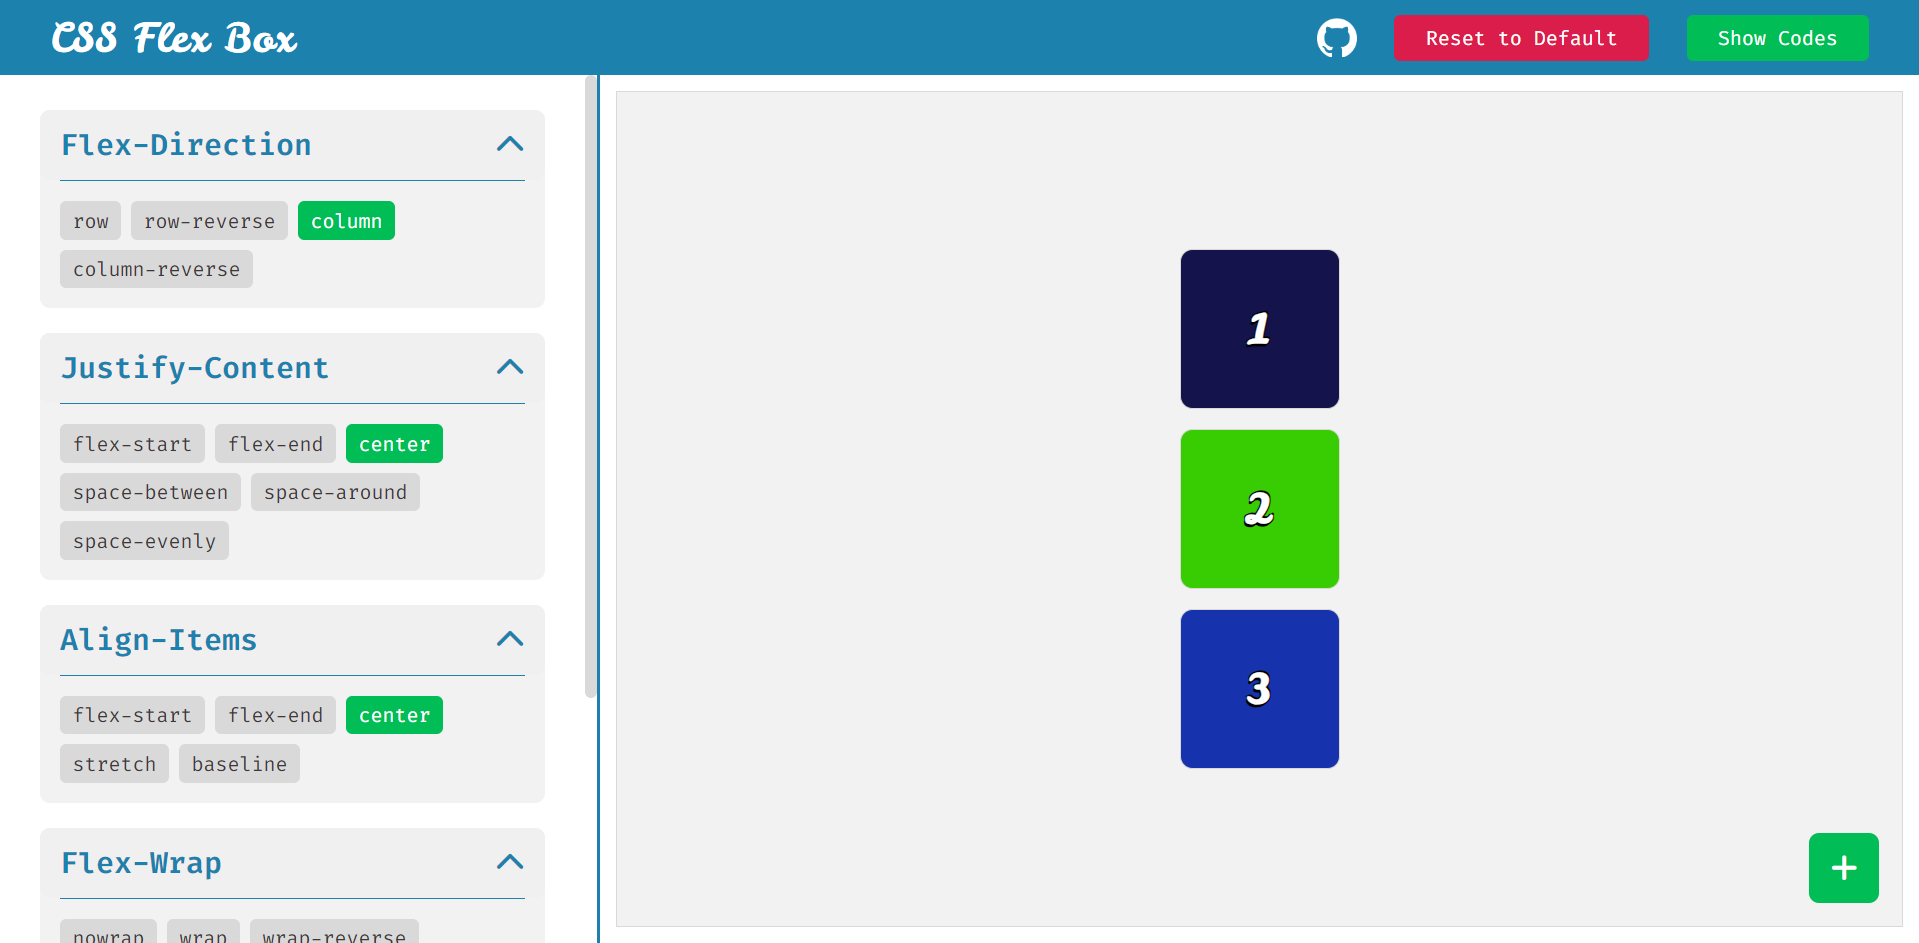 CSS Flex Box
Reset to Default
Show Codes
Flex-Direction
row row-reverse column
column-reverse
Justify-Content
flex-start flex-end center
space-between space-around
space-evenly
Align-Items
flex-start flex-end center
stretch baseline
Flex-Wrap
nowrap wrap wrap-reverse
1
2
3
+